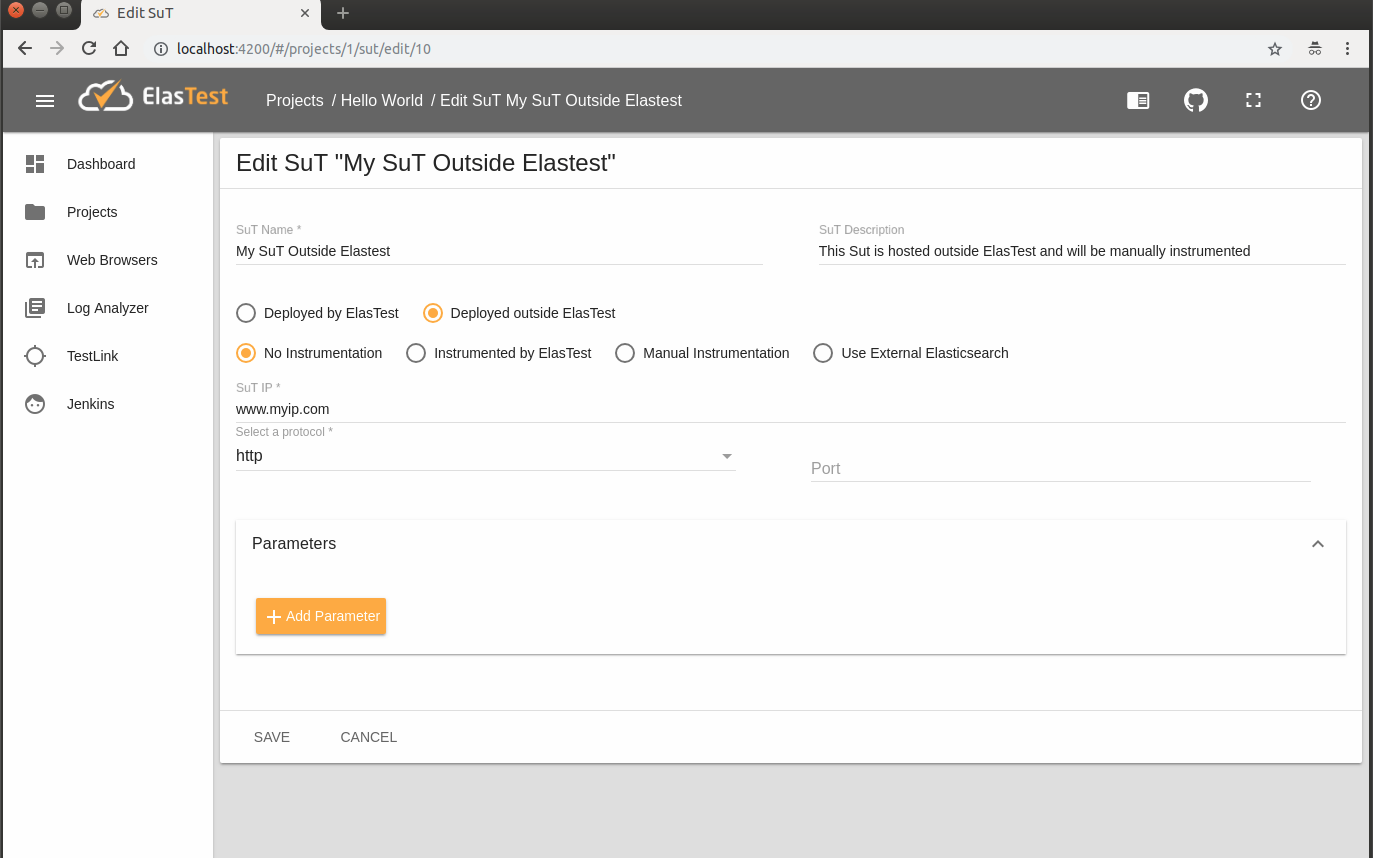 Edit SuT
localhost:4200/#/projects/1/sut/edit/10
ElasTest
Projects / Hello World / Edit SuT My SuT Outside Elastest
Dashboard
Projects
Web Browsers
Log Analyzer
TestLink
Jenkins
Edit SuT "My SuT Outside Elastest"
SuT Name * SuT Description
My SuT Outside Elastest This Sut is hosted outside ElasTest and will be manually instrumented
Deployed by ElasTest Deployed outside ElasTest
No Instrumentation Instrumented by ElasTest Manual Instrumentation Use External Elasticsearch
SuT IP *
www.myip.com
Select a protocol *
http
Port
Parameters
Add Parameter
SAVE CANCEL